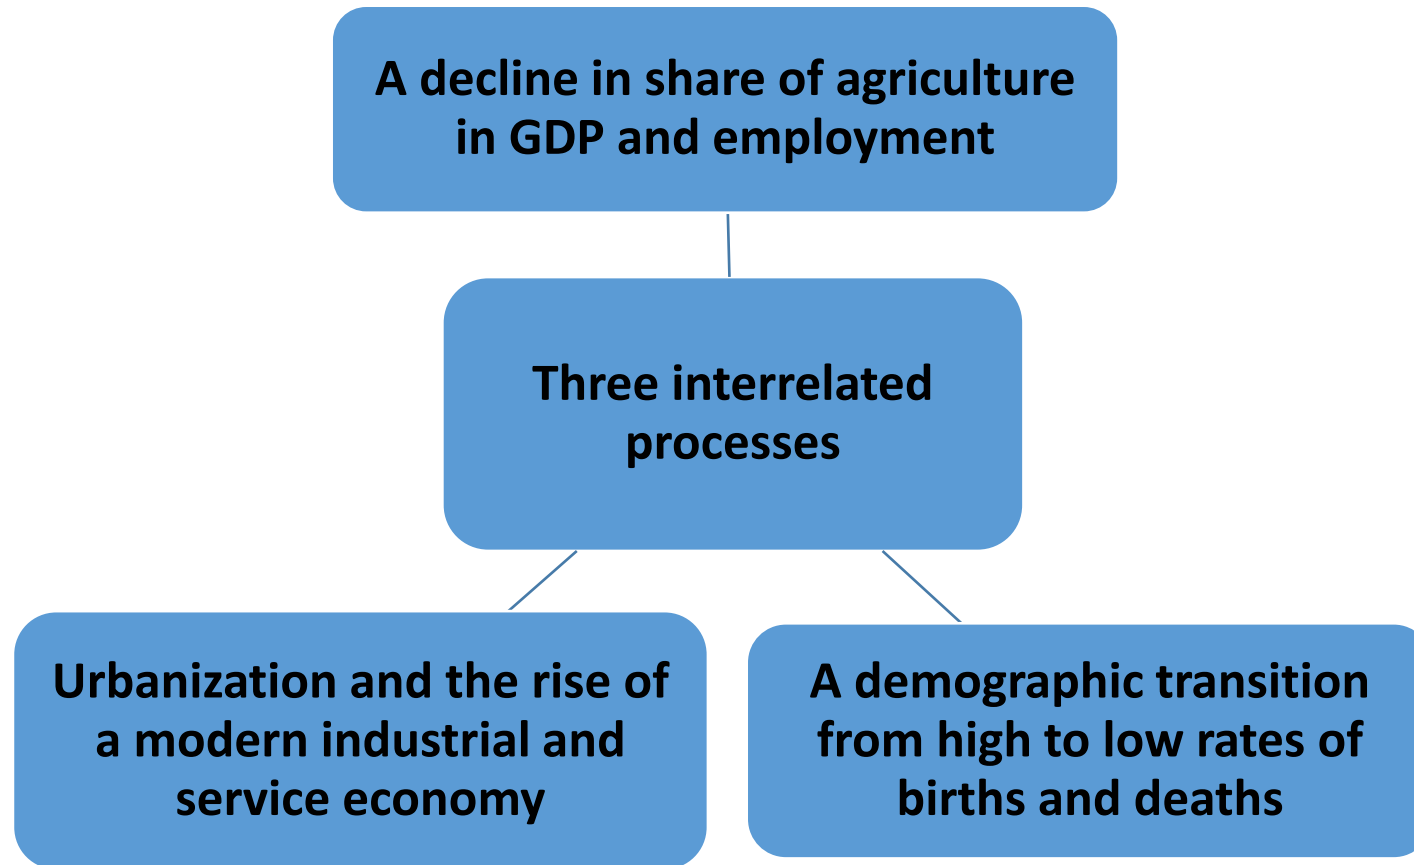 A decline in share of agriculture
in GDP and employment
Three interrelated
processes
Urbanization and the rise of
a modern industrial and
service economy
A demographic transition
from high to low rates of
births and deaths